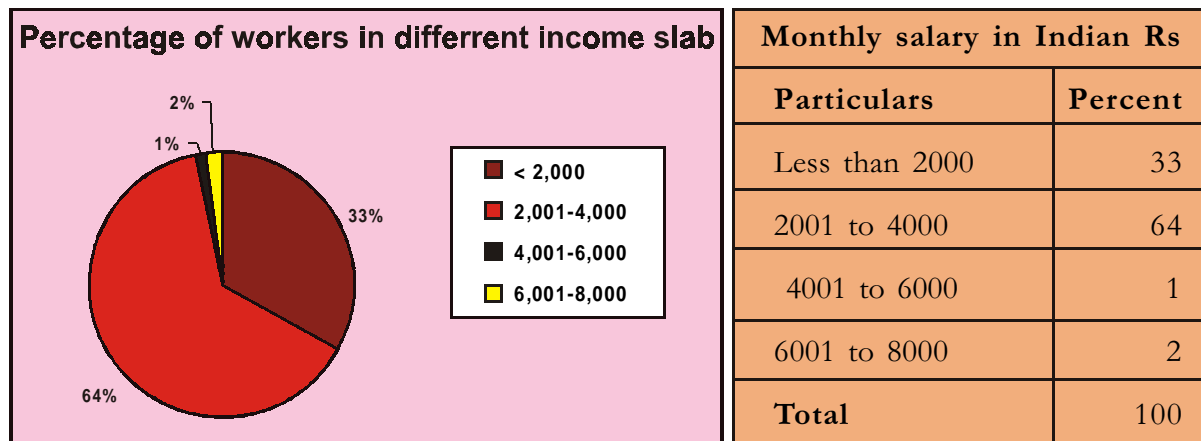 Percentage of workers in differrent income slab
2%
1%
33%
64%
< 2,000
2,001-4,000
4,001-6,000
6,001-8,000
Monthly salary in Indian Rs
Particulars Percent
Less than 2000 33
2001 to 4000 64
4001 to 6000 1
6001 to 8000 2
Total 100